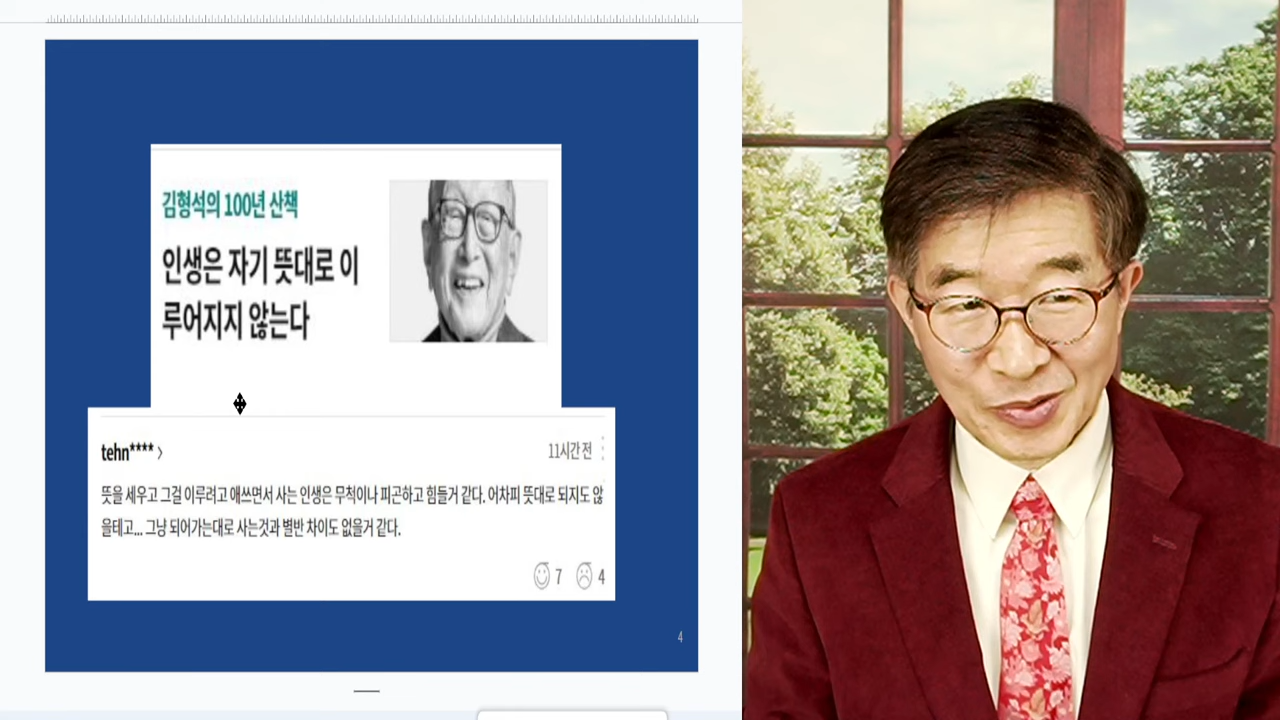 김형석의 100년 산책
인생은 자기 뜻대로 이
루어지지 않는다
tehn**** 〉
11시간 전
뜻을 세우고 그걸 이루려고 애쓰면서 사는 인생은 무척이나 피곤하고 힘들거 같다. 어차피 뜻대로 되지도 않
을테고... 그냥 되어가는대로 사는것과 별반 차이도 없을거 같다.
7 4
4